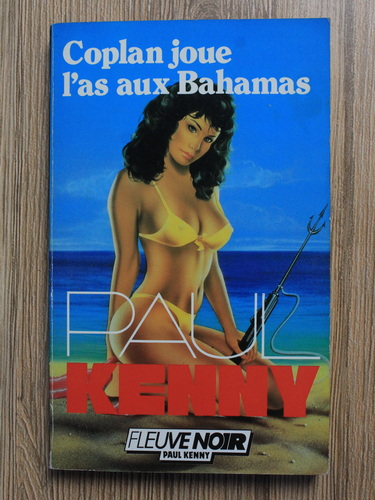 Coplan joue
l'as aux Bahamas
PAUL
KENNY
FLEUVE NOIR
PAUL KENNY